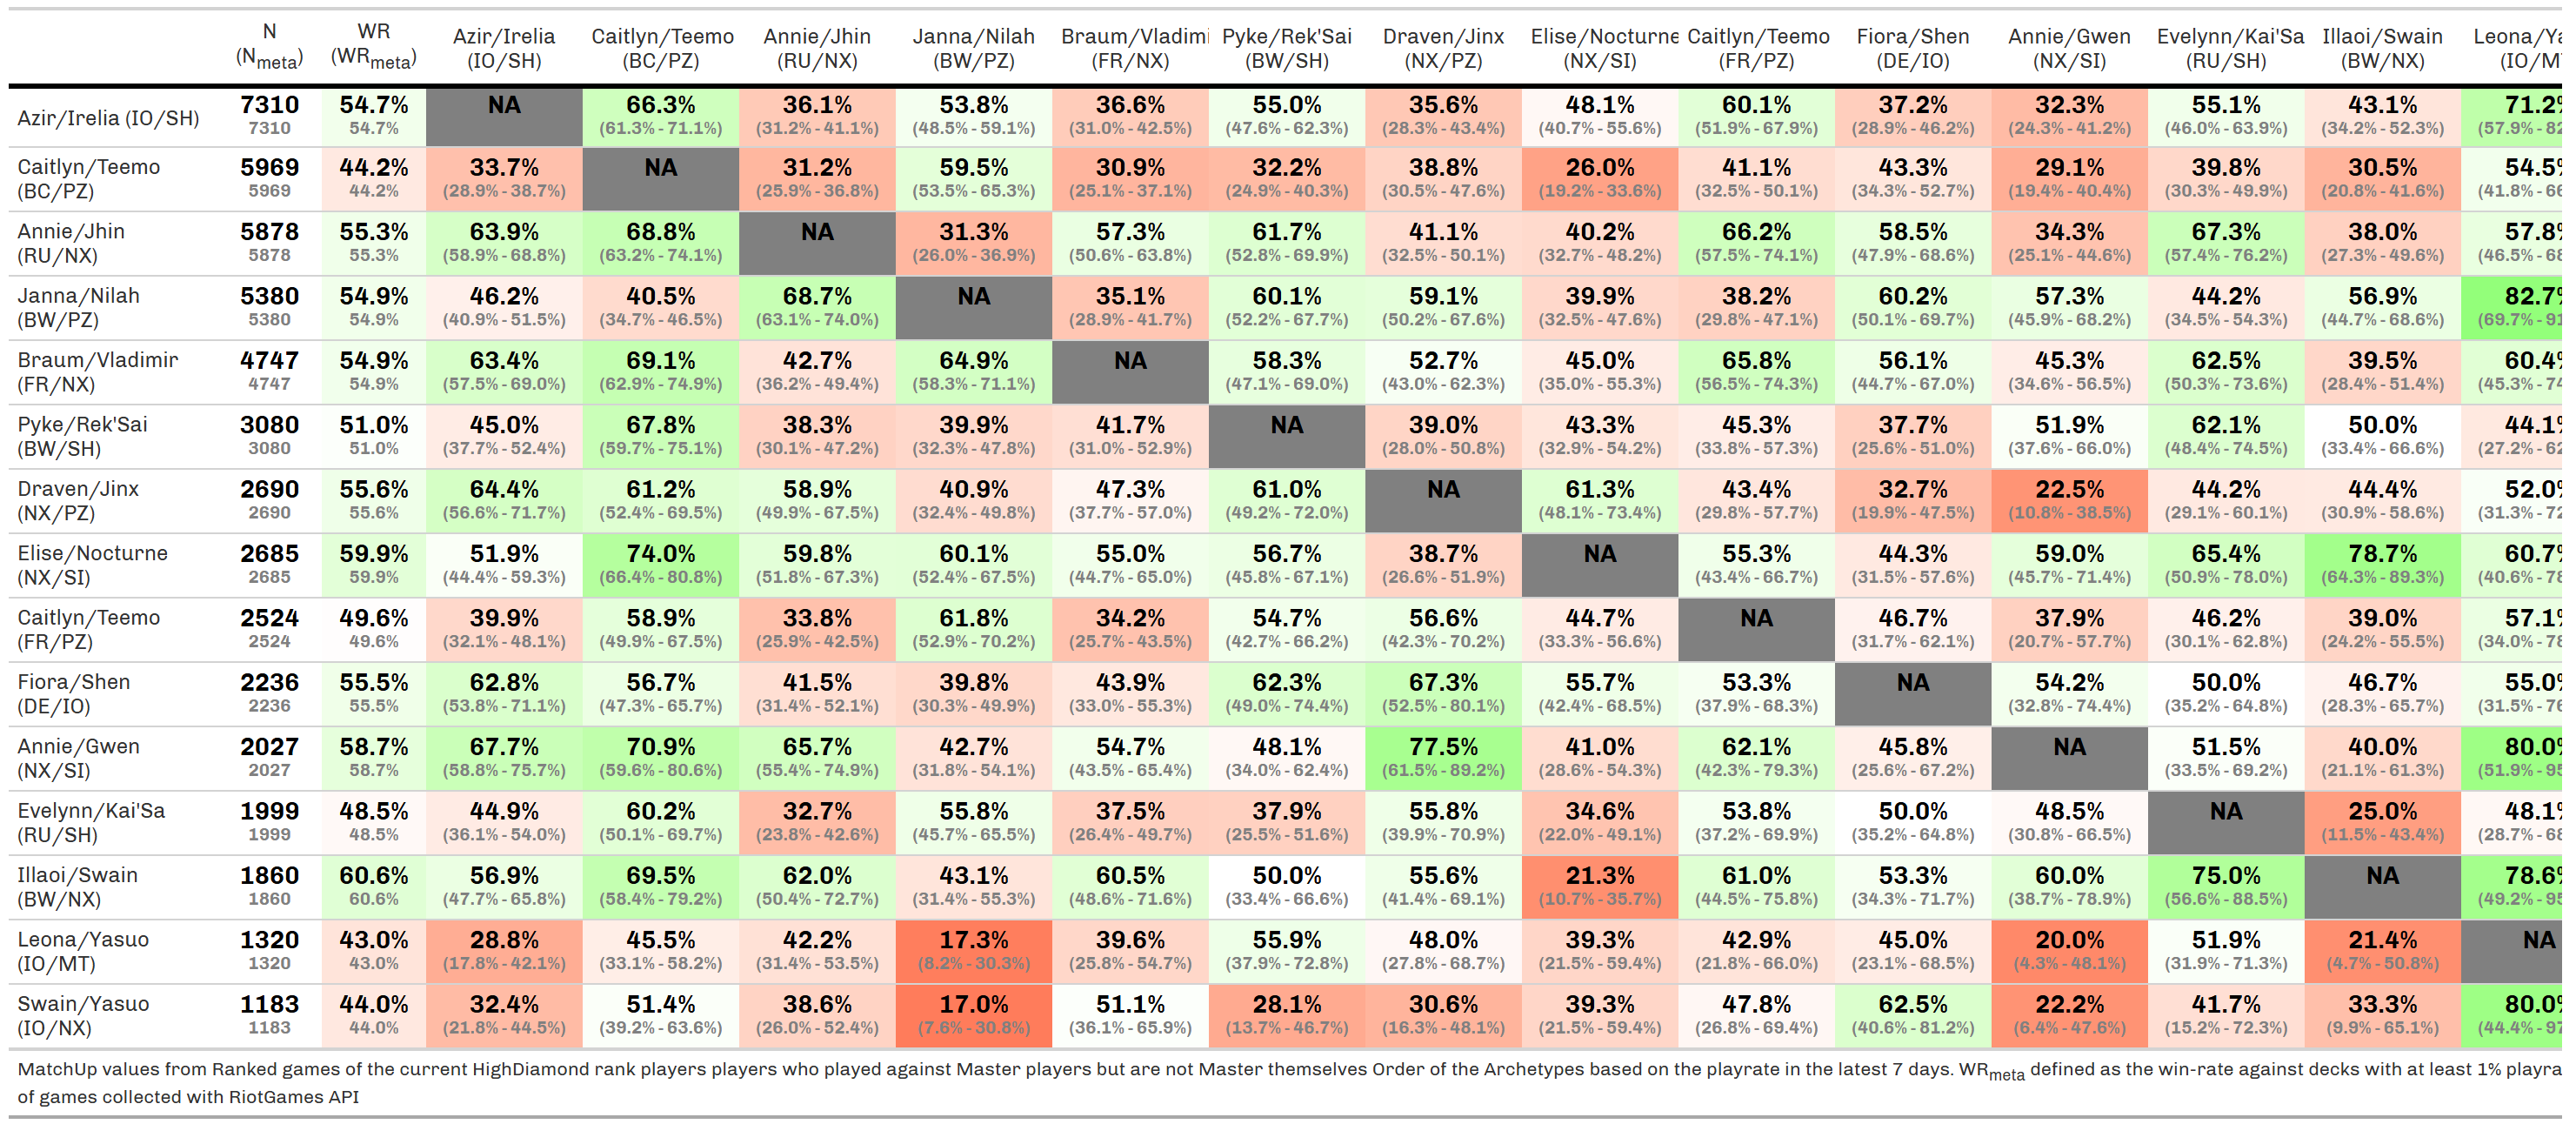 N WR Azir/Irelia Caitlyn/Teemo Annie/Jhin Janna/Nilah Braum/Vladimi Pyke/Rek'Sai Draven/Jinx Elise/Nocturne Caitlyn/Teemo Fiora/Shen Annie/Gwen Evelynn/Kai'Sa Illaoi/Swain Leona/Ya
(Nmeta) (WRmeta) (IO/SH) (BC/PZ) (RU/NX) (BW/PZ) (FR/NX) (BW/SH) (NX/PZ) (NX/SI) (FR/PZ) (DE/IO) (NX/SI) (RU/SH) (BW/NX) (IO/M
Azir/Irelia (IO/SH) 7310 54.7% NA 66.3% 36.1% 53.8% 36.6% 55.0% 35.6% 48.1% 60.1% 37.2% 32.3% 55.1% 43.1% 71.2%
7310 54.7% (61.3% - 71.1%) (31.2% - 41.1%) (48.5% - 59.1%) (31.0% - 42.5%) (47.6% - 62.3%) (28.3% - 43.4%) (40.7% - 55.6%) (51.9% - 67.9%) (28.9% - 46.2%) (24.3% - 41.2%) (46.0% - 63.9%) (34.2% - 52.3%) (57.9% - 82
Caitlyn/Teemo 5969 44.2% 33.7% NA 31.2% 59.5% 30.9% 32.2% 38.8% 26.0% 41.1% 43.3% 29.1% 39.8% 30.5% 54.5%
(BC/PZ) 5969 44.2% (28.9% - 38.7%) (25.9% - 36.8%) (53.5% - 65.3%) (25.1% - 37.1%) (24.9% - 40.3%) (30.5% - 47.6%) (19.2% - 33.6%) (32.5% - 50.1%) (34.3% - 52.7%) (19.4% - 40.4%) (30.3% - 49.9%) (20.8% - 41.6%) (41.8% - 66
Annie/Jhin 5878 55.3% 63.9% 68.8% NA 31.3% 57.3% 61.7% 41.1% 40.2% 66.2% 58.5% 34.3% 67.3% 38.0% 57.8%
(RU/NX) 5878 55.3% (58.9% - 68.8%) (63.2% - 74.1%) (26.0% - 36.9%) (50.6% - 63.8%) (52.8% - 69.9%) (32.5% - 50.1%) (32.7% - 48.2%) (57.5% - 74.1%) (47.9% - 68.6%) (25.1% - 44.6%) (57.4% - 76.2%) (27.3% - 49.6%) (46.5% - 68
Janna/Nilah 5380 54.9% 46.2% 40.5% 68.7% NA 35.1% 60.1% 59.1% 39.9% 38.2% 60.2% 57.3% 44.2% 56.9% 82.7%
(BW/PZ) 5380 54.9% (40.9% - 51.5%) (34.7% - 46.5%) (63.1% - 74.0%) (28.9% - 41.7%) (52.2% - 67.7%) (50.2% - 67.6%) (32.5% - 47.6%) (29.8% - 47.1%) (50.1% - 69.7%) (45.9% - 68.2%) (34.5% - 54.3%) (44.7% - 68.6%) (69.7% - 91
Braum/Vladimir 4747 54.9% 63.4% 69.1% 42.7% 64.9% NA 58.3% 52.7% 45.0% 65.8% 56.1% 45.3% 62.5% 39.5% 60.4%
(FR/NX) 4747 54.9% (57.5% - 69.0%) (62.9% - 74.9%) (36.2% - 49.4%) (58.3% - 71.1%) (47.1% - 69.0%) (43.0% - 62.3%) (35.0% - 55.3%) (56.5% - 74.3%) (44.7% - 67.0%) (34.6% - 56.5%) (50.3% - 73.6%) (28.4% - 51.4%) (45.3% - 74
Pyke/Rek'Sai 3080 51.0% 45.0% 67.8% 38.3% 39.9% 41.7% NA 39.0% 43.3% 45.3% 37.7% 51.9% 62.1% 50.0% 44.1%
(BW/SH) 3080 51.0% (37.7% - 52.4%) (59.7% - 75.1%) (30.1% - 47.2%) (32.3% - 47.8%) (31.0% - 52.9%) (28.0% - 50.8%) (32.9% - 54.2%) (33.8% - 57.3%) (25.6% - 51.0%) (37.6% - 66.0%) (48.4% - 74.5%) (33.4% - 66.6%) (27.2% - 62
Draven/Jinx 2690 55.6% 64.4% 61.2% 58.9% 40.9% 47.3% 61.0% NA 61.3% 43.4% 32.7% 22.5% 44.2% 44.4% 52.0%
(NX/PZ) 2690 55.6% (56.6% - 71.7%) (52.4% - 69.5%) (49.9% - 67.5%) (32.4% - 49.8%) (37.7% - 57.0%) (49.2% - 72.0%) (48.1% - 73.4%) (29.8% - 57.7%) (19.9% - 47.5%) (10.8% - 38.5%) (29.1% - 60.1%) (30.9% - 58.6%) (31.3% - 72
Elise/Nocturne 2685 59.9% 51.9% 74.0% 59.8% 60.1% 55.0% 56.7% 38.7% NA 55.3% 44.3% 59.0% 65.4% 78.7% 60.7%
(NX/SI) 2685 59.9% (44.4% - 59.3%) (66.4% - 80.8%) (51.8% - 67.3%) (52.4% - 67.5%) (44.7% - 65.0%) (45.8% - 67.1%) (26.6% - 51.9%) (43.4% - 66.7%) (31.5% - 57.6%) (45.7% - 71.4%) (50.9% - 78.0%) (64.3% - 89.3%) (40.6% - 78
Caitlyn/Teemo 2524 49.6% 39.9% 58.9% 33.8% 61.8% 34.2% 54.7% 56.6% 44.7% NA 46.7% 37.9% 46.2% 39.0% 57.1%
(FR/PZ) 2524 49.6% (32.1% - 48.1%) (49.9% - 67.5%) (25.9% - 42.5%) (52.9% - 70.2%) (25.7% - 43.5%) (42.7% - 66.2%) (42.3% - 70.2%) (33.3% - 56.6%) (31.7% - 62.1%) (20.7% - 57.7%) (30.1% - 62.8%) (24.2% - 55.5%) (34.0% - 78
Fiora/Shen 2236 55.5% 62.8% 56.7% 41.5% 39.8% 43.9% 62.3% 67.3% 55.7% 53.3% NA 54.2% 50.0% 46.7% 55.0%
(DE/IO) 2236 55.5% (53.8% - 71.1%) (47.3% - 65.7%) (31.4% - 52.1%) (30.3% - 49.9%) (33.0% - 55.3%) (49.0% - 74.4%) (52.5% - 80.1%) (42.4% - 68.5%) (37.9% - 68.3%) (32.8% - 74.4%) (35.2% - 64.8%) (28.3% - 65.7%) (31.5% - 76
Annie/Gwen 2027 58.7% 67.7% 70.9% 65.7% 42.7% 54.7% 48.1% 77.5% 41.0% 62.1% 45.8% NA 51.5% 40.0% 80.0%
(NX/SI) 2027 58.7% (58.8% - 75.7%) (59.6% - 80.6%) (55.4% - 74.9%) (31.8% - 54.1%) (43.5% - 65.4%) (34.0% - 62.4%) (61.5% - 89.2%) (28.6% - 54.3%) (42.3% - 79.3%) (25.6% - 67.2%) (33.5% - 69.2%) (21.1% - 61.3%) (51.9% - 95
Evelynn/Kai'Sa 1999 48.5% 44.9% 60.2% 32.7% 55.8% 37.5% 37.9% 55.8% 34.6% 53.8% 50.0% 48.5% NA 25.0% 48.1%
(RU/SH) 1999 48.5% (36.1% - 54.0%) (50.1% - 69.7%) (23.8% - 42.6%) (45.7% - 65.5%) (26.4% - 49.7%) (25.5% - 51.6%) (39.9% - 70.9%) (22.0% - 49.1%) (37.2% - 69.9%) (35.2% - 64.8%) (30.8% - 66.5%) (11.5% - 43.4%) (28.7% - 68
Illaoi/Swain 1860 60.6% 56.9% 69.5% 62.0% 43.1% 60.5% 50.0% 55.6% 21.3% 61.0% 53.3% 60.0% 75.0% NA 78.6%
(BW/NX) 1860 60.6% (47.7% - 65.8%) (58.4% - 79.2%) (50.4% - 72.7%) (31.4% - 55.3%) (48.6% - 71.6%) (33.4% - 66.6%) (41.4% - 69.1%) (10.7% - 35.7%) (44.5% - 75.8%) (34.3% - 71.7%) (38.7% - 78.9%) (56.6% - 88.5%) (49.2% - 95
Leona/Yasuo 1320 43.0% 28.8% 45.5% 42.2% 17.3% 39.6% 55.9% 48.0% 39.3% 42.9% 45.0% 20.0% 51.9% 21.4% NA
(IO/MT) 1320 43.0% (17.8% - 42.1%) (33.1% - 58.2%) (31.4% - 53.5%) (8.2% - 30.3%) (25.8% - 54.7%) (37.9% - 72.8%) (27.8% - 68.7%) (21.5% - 59.4%) (21.8% - 66.0%) (23.1% - 68.5%) (4.3% - 48.1%) (31.9% - 71.3%) (4.7% - 50.8%)
Swain/Yasuo 1183 44.0% 32.4% 51.4% 38.6% 17.0% 51.1% 28.1% 30.6% 39.3% 47.8% 62.5% 22.2% 41.7% 33.3% 80.0%
(IO/NX) 1183 44.0% (21.8% - 44.5%) (39.2% - 63.6%) (26.0% - 52.4%) (7.6% - 30.8%) (36.1% - 65.9%) (13.7% - 46.7%) (16.3% - 48.1%) (21.5% - 59.4%) (26.8% - 69.4%) (40.6% - 81.2%) (6.4% - 47.6%) (15.2% - 72.3%) (9.9% - 65.1%) (44.4% - 97
MatchUp values from Ranked games of the current HighDiamond rank players players who played against Master players but are not Master themselves Order of the Archetypes based on the playrate in the latest 7 days. WRmeta defined as the win-rate against decks with at least 1% playra
of games collected with RiotGames API